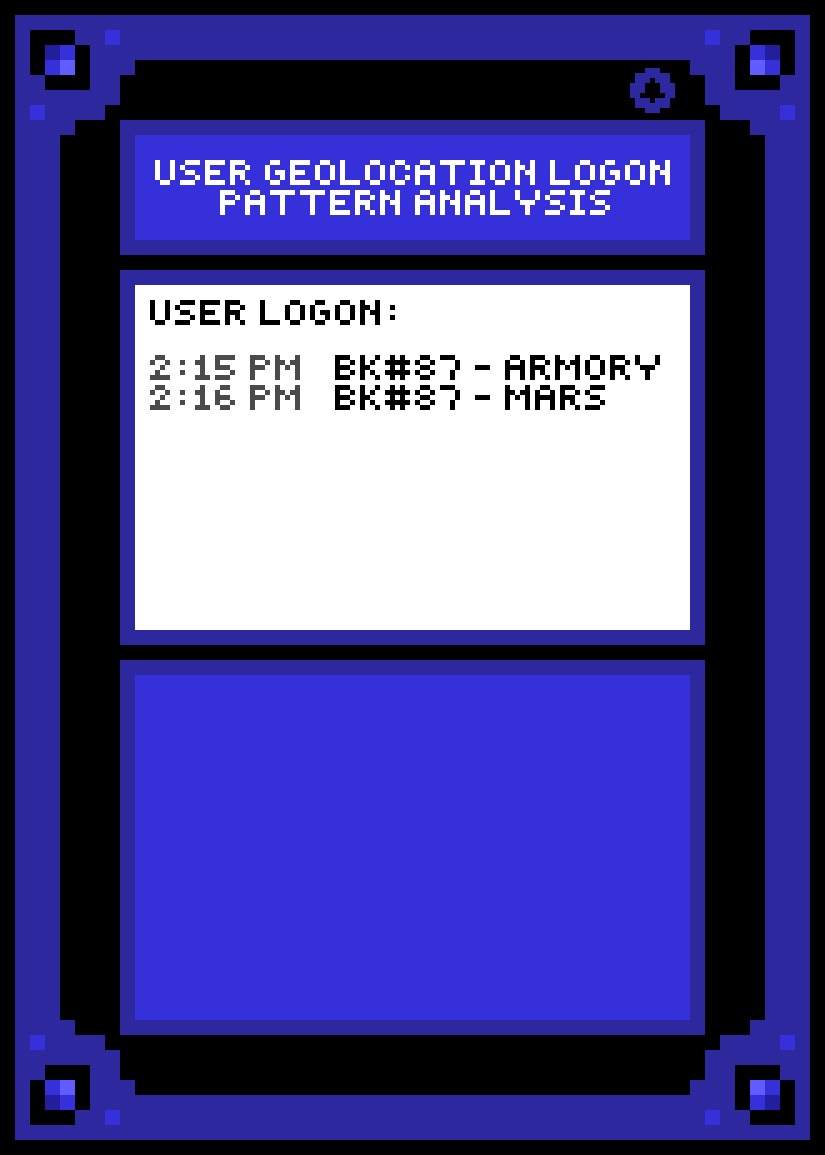 USER GEOLOCATION LOGON
PATTERN ANALYSIS
USER LOGON:
2:15 PM BK#87 - ARMORY
2:16 PM BK#87 - MARS